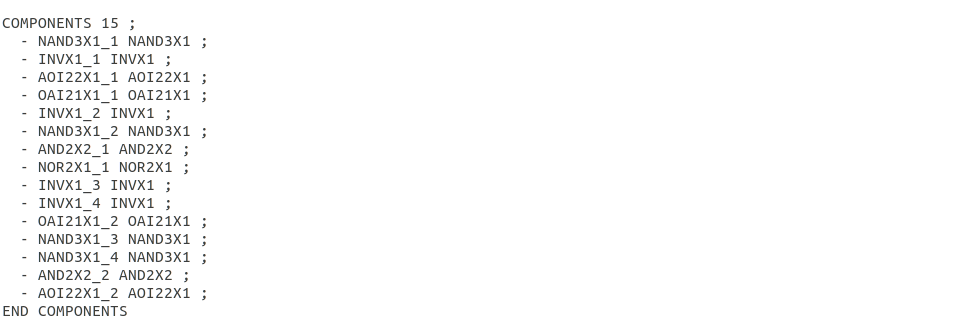 COMPONENTS 15 ;
  - NAND3X1_1 NAND3X1 ;
  - INVX1_1 INVX1 ;
  - AOI22X1_1 AOI22X1 ;
  - OAI21X1_1 OAI21X1 ;
  - INVX1_2 INVX1 ;
  - NAND3X1_2 NAND3X1 ;
  - AND2X2_1 AND2X2 ;
  - NOR2X1_1 NOR2X1 ;
  - INVX1_3 INVX1 ;
  - INVX1_4 INVX1 ;
  - OAI21X1_2 OAI21X1 ;
  - NAND3X1_3 NAND3X1 ;
  - NAND3X1_4 NAND3X1 ;
  - AND2X2_2 AND2X2 ;
  - AOI22X1_2 AOI22X1 ;
END COMPONENTS